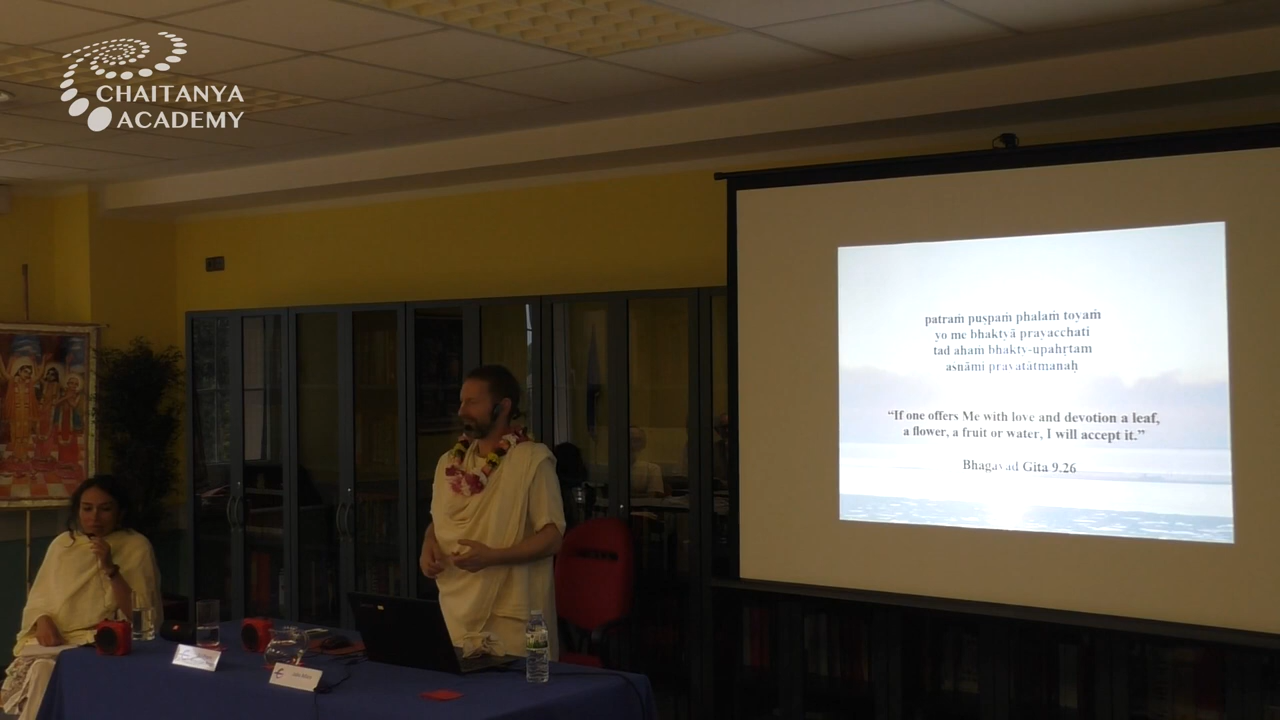 CHAITANYA
ACADEMY
patraṁ puṣpaṁ phalaṁ toyaṁ
yo me bhaktyā prayacchati
tad ahaṁ bhakty-upahṛtam
aśnāmi prayatātmanaḥ
“If one offers Me with love and devotion a leaf,
a flower, a fruit or water, I will accept it.”
Bhagavad Gita 9.26